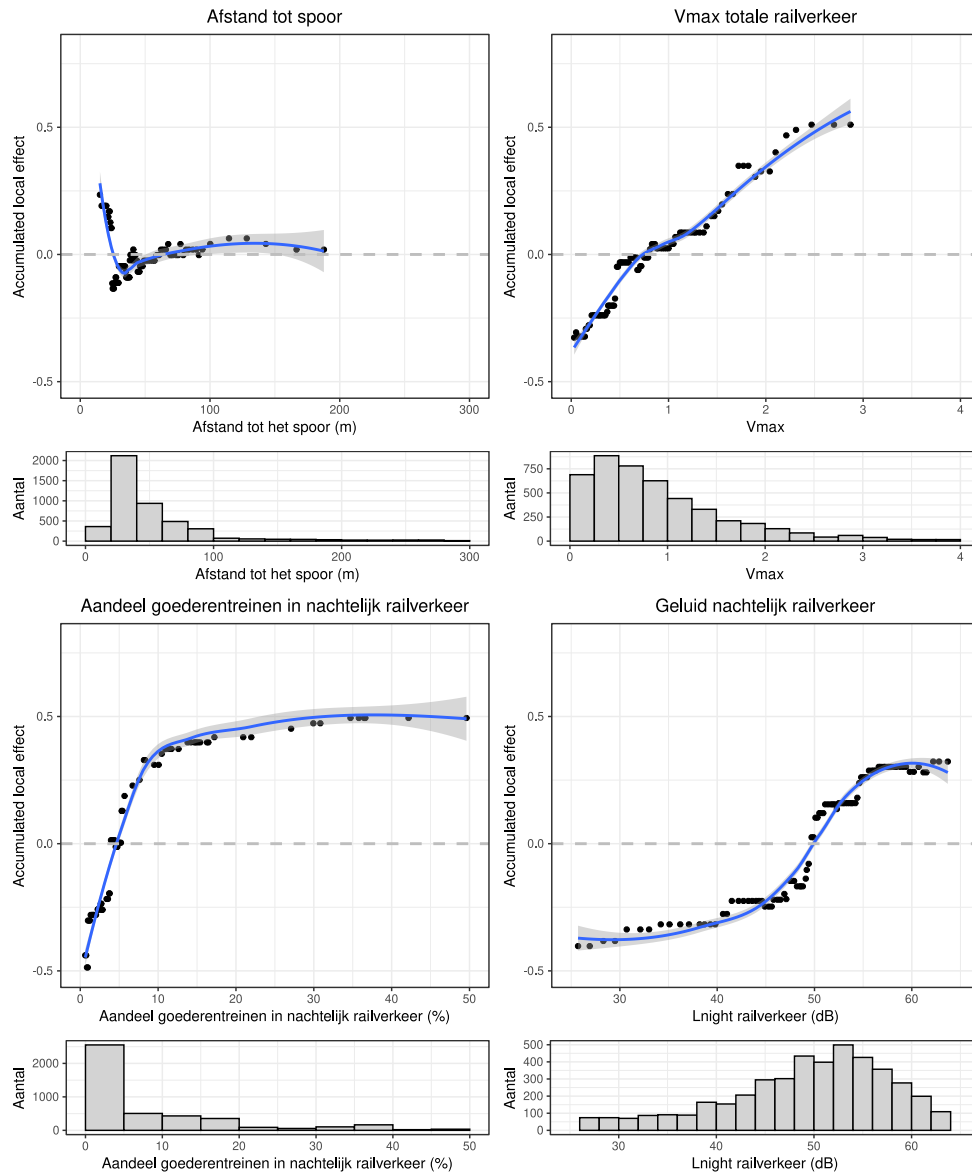 Afstand tot spoor
Accumulated local effect
0.5
0.0
-0.5
0 100 200 300
Afstand tot het spoor (m)
Vmax totale railverkeer
Accumulated local effect
0.5
0.0
-0.5
0 1 2 3 4
Vmax
Aantal
2000
1500
1000
500
0
0 100 200 300
Afstand tot het spoor (m)
Aantal
750
500
250
0
0 1 2 3 4
Vmax
Aandeel goederentreinen in nachtelijk railverkeer
Accumulated local effect
0.5
0.0
-0.5
0 10 20 30 40 50
Aandeel goederentreinen in nachtelijk railverkeer (%)
Geluid nachtelijk railverkeer
Accumulated local effect
0.5
0.0
-0.5
30 40 50 60
Lnight railverkeer (dB)
Aantal
2000
1000
0
0 10 20 30 40 50
Aandeel goederentreinen in nachtelijk railverkeer (%)
Aantal
500
400
300
200
100
0
30 40 50 60
Lnight railverkeer (dB)